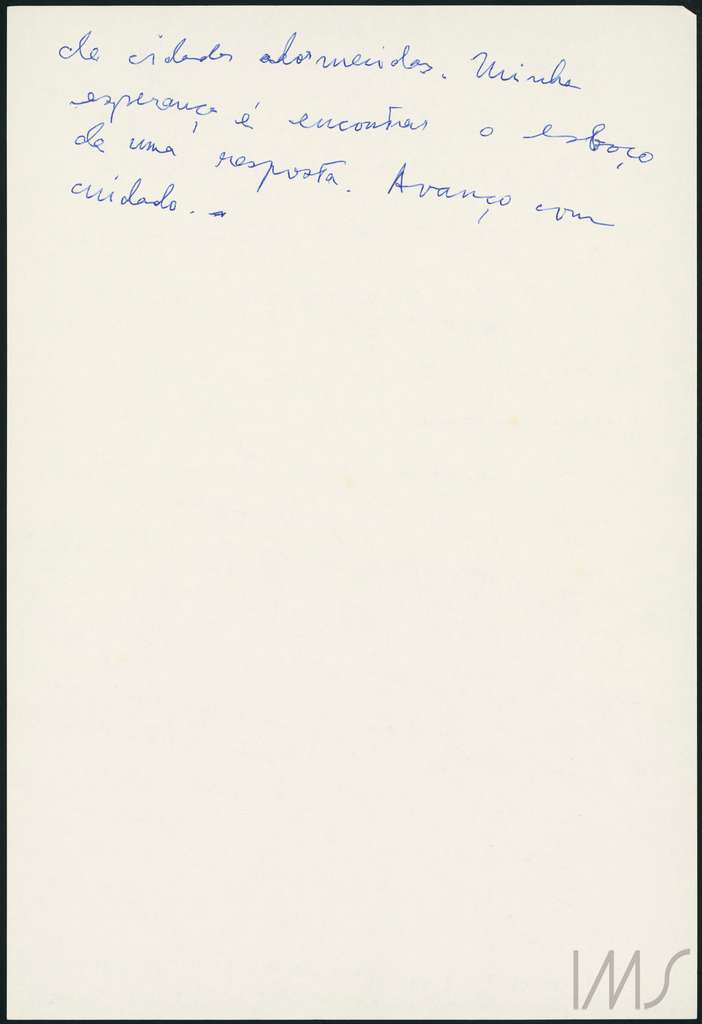 de cidades adormecidas. Minha
esperança é encontrar o esboço
de uma resposta. Avanço com
cuidado. –
IMS